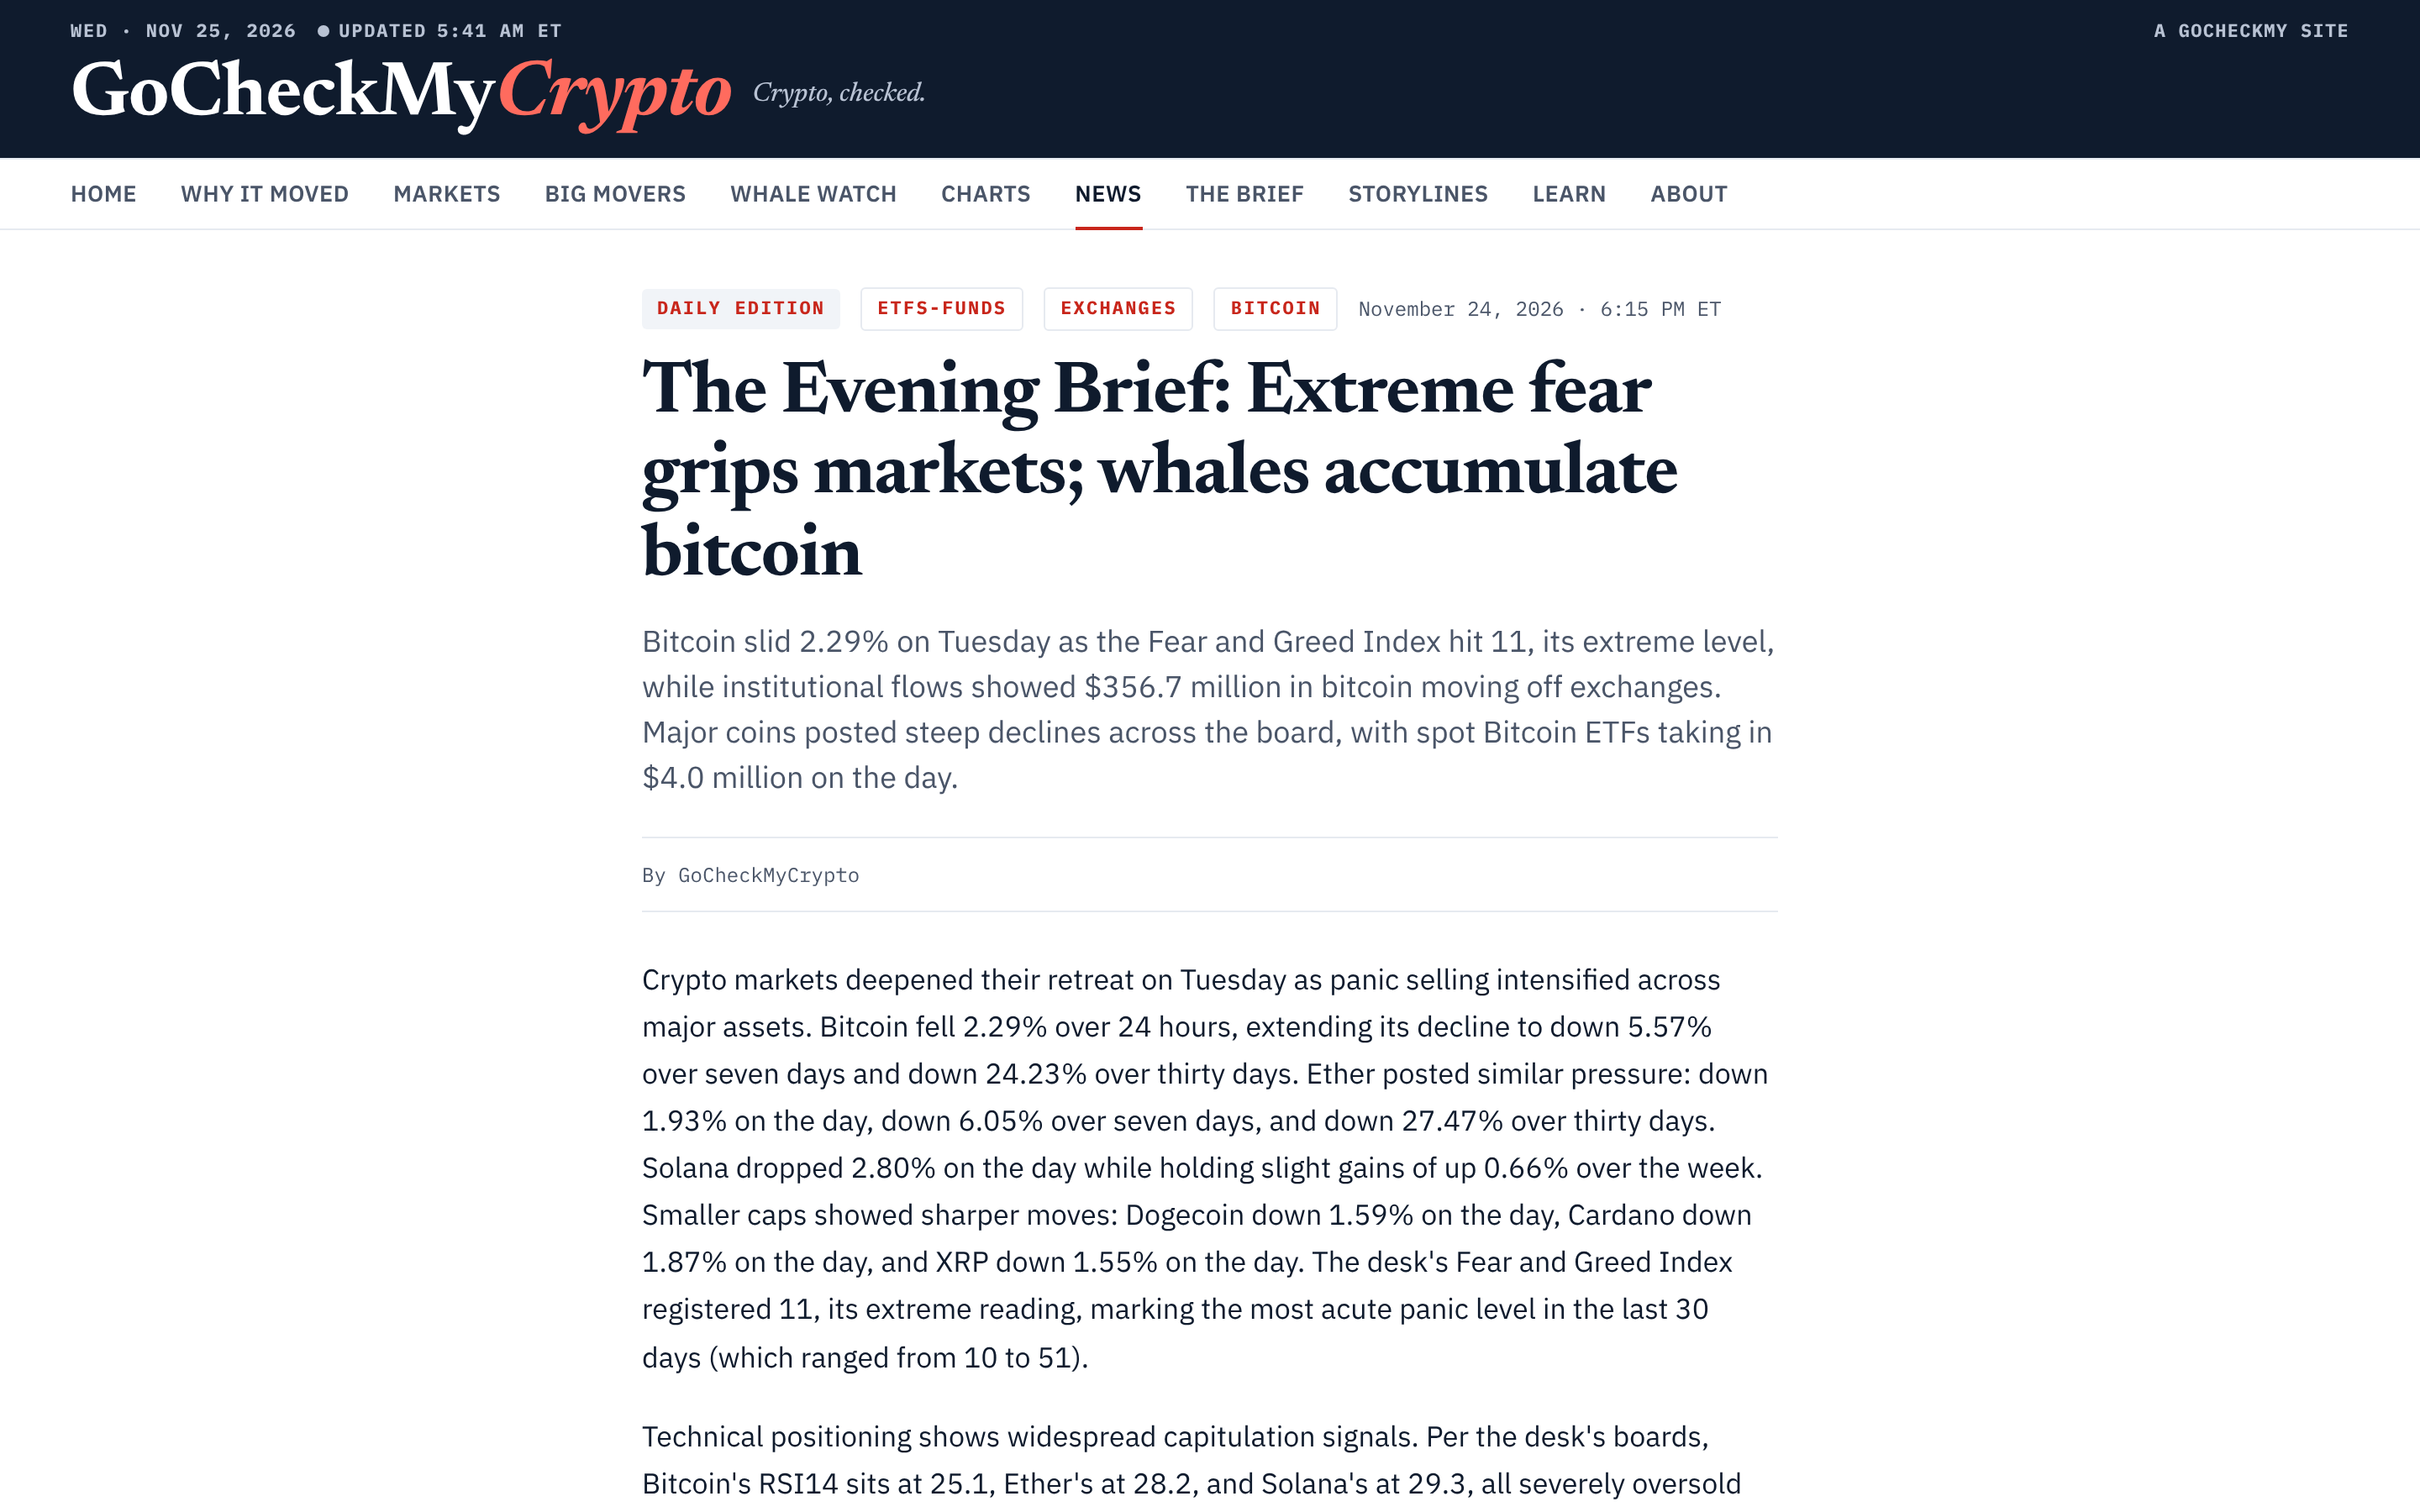 WED · NOV 25, 2026 ● UPDATED 5:41 AM ET
A GOCHECKMY SITE
GoCheckMyCrypto Crypto, checked.
HOME WHY IT MOVED MARKETS BIG MOVERS WHALE WATCH CHARTS NEWS THE BRIEF STORYLINES LEARN ABOUT
DAILY EDITION ETFS-FUNDS EXCHANGES BITCOIN November 24, 2026 · 6:15 PM ET
The Evening Brief: Extreme fear
grips markets; whales accumulate
bitcoin
Bitcoin slid 2.29% on Tuesday as the Fear and Greed Index hit 11, its extreme level,
while institutional flows showed $356.7 million in bitcoin moving off exchanges.
Major coins posted steep declines across the board, with spot Bitcoin ETFs taking in
$4.0 million on the day.
By GoCheckMyCrypto
Crypto markets deepened their retreat on Tuesday as panic selling intensified across
major assets. Bitcoin fell 2.29% over 24 hours, extending its decline to down 5.57%
over seven days and down 24.23% over thirty days. Ether posted similar pressure: down
1.93% on the day, down 6.05% over seven days, and down 27.47% over thirty days.
Solana dropped 2.80% on the day while holding slight gains of up 0.66% over the week.
Smaller caps showed sharper moves: Dogecoin down 1.59% on the day, Cardano down
1.87% on the day, and XRP down 1.55% on the day. The desk's Fear and Greed Index
registered 11, its extreme reading, marking the most acute panic level in the last 30
days (which ranged from 10 to 51).
Technical positioning shows widespread capitulation signals. Per the desk's boards,
Bitcoin's RSI14 sits at 25.1, Ether's at 28.2, and Solana's at 29.3, all severely oversold